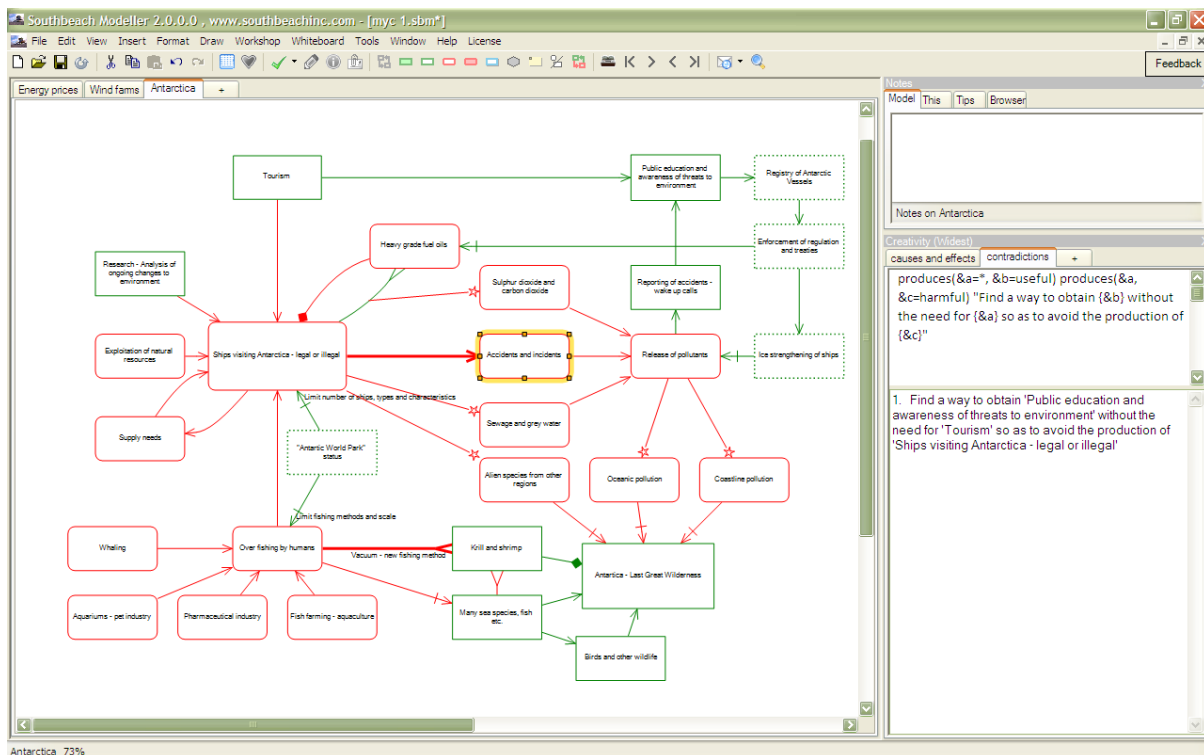 Southbeach Modeller 2.0.0.0 , www.southbeachinc.com - [myc 1.sbm*]
File Edit View Insert Format Draw Workshop Whiteboard Tools Window Help License
Feedback
Energy prices Wind farms Antarctica +
Tourism
Public education and
awareness of threats to
environment
Registry of Antarctic
Vessels
Heavy grade fuel oils
Enforcement of regulation
and treaties
Research - Analysis of
ongoing changes to
environment
Sulphur dioxide and
carbon dioxide
Reporting of accidents -
wake up calls
Exploitation of natural
resources
Ships visiting Antarctica - legal or illegal
Accidents and incidents
Release of pollutants
Ice strengthening of ships
Limit number of ships, types and characteristics
Supply needs
"Antartic World Park"
status
Sewage and grey water
Alien species from other
regions
Oceanic pollution
Coastline pollution
Limit fishing methods and scale
Whaling
Over fishing by humans
Vacuum - new fishing method
Krill and shrimp
Antartica - Last Great Wilderness
Aquariums - pet industry
Pharmaceutical industry
Fish farming - aquaculture
Many sea species, fish
etc.
Birds and other wildlife
Notes
Model This Tips Browser
Notes on Antarctica
Creativity (Widest)
causes and effects contradictions +
produces(&a=*, &b=useful) produces(&a,
&c=harmful) "Find a way to obtain {&b} without
the need for {&a} so as to avoid the production of
{&c}"
1. Find a way to obtain 'Public education and
awareness of threats to environment' without the
need for 'Tourism' so as to avoid the production of
'Ships visiting Antarctica - legal or illegal'
Antarctica 73%